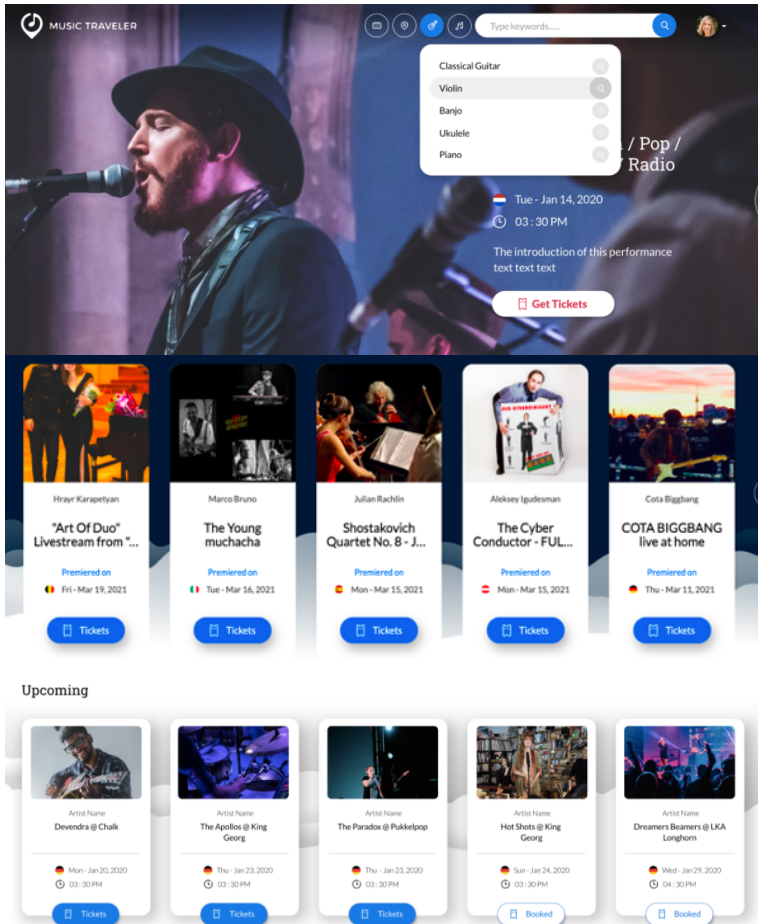 MUSIC TRAVELER
Type keywords.....
Classical Guitar
Violin
Banjo
Ukulele
Piano
/ Pop /
/ Radio
Tue - Jan 14, 2020
03 : 30 PM
The introduction of this performance
text text text
Get Tickets
Hrayr Karapetyan
Marco Bruno
Julian Rachlin
Aleksey Igudesman
Cota Biggbang
"Art Of Duo"
Livestream from "...
The Young
muchacha
Shostakovich
Quartet No. 8 - J...
The Cyber
Conductor - FUL...
COTA BIGGBANG
live at home
Premiered on
Premiered on
Premiered on
Premiered on
Premiered on
Fri - Mar 19, 2021
Tue - Mar 16, 2021
Mon - Mar 15, 2021
Mon - Mar 15, 2021
Thu - Mar 11, 2021
Tickets
Tickets
Tickets
Tickets
Tickets
Upcoming
Artist Name
Artist Name
Artist Name
Artist Name
Artist Name
Devendra @ Chalk
The Apollos @ King
Georg
The Paradox @ Pukkelpop
Hot Shots @ King
Georg
Dreamers Beamers @ LKA
Longhorn
Mon - Jan 20, 2020
Thu - Jan 23, 2020
Thu - Jan 23, 2020
Sun - Jan 24, 2020
Wed - Jan 29, 2020
03 : 30 PM
03 : 30 PM
03 : 30 PM
03 : 30 PM
04 : 30 PM
Tickets
Tickets
Tickets
Booked
Booked